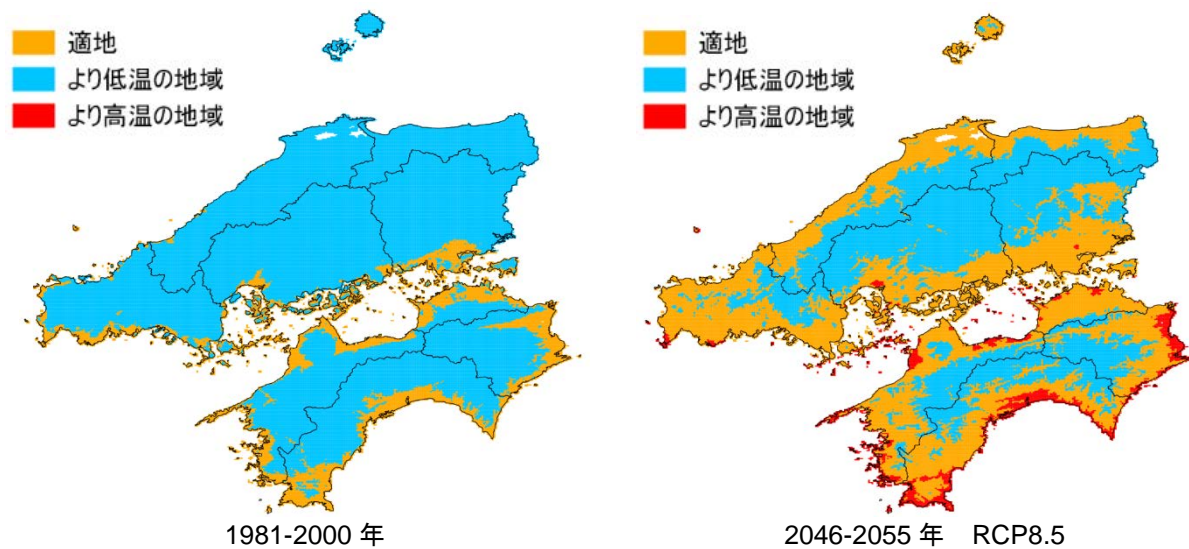 適地
より低温の地域
より高温の地域
1981-2000 年
適地
より低温の地域
より高温の地域
2046-2055 年　RCP8.5